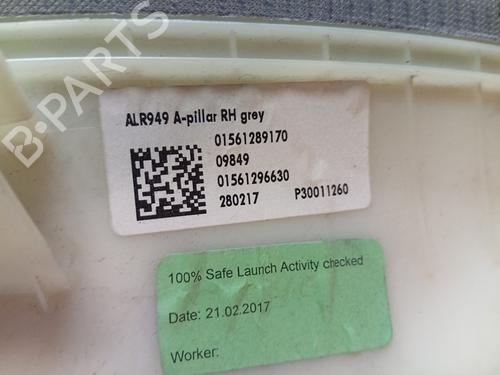 B-PARTS
ALR949 A-pillar RH grey
01561289170
09849
01561296630
280217 P30011260
100% Safe Launch Activity checked
Date: 21.02.2017
Worker: